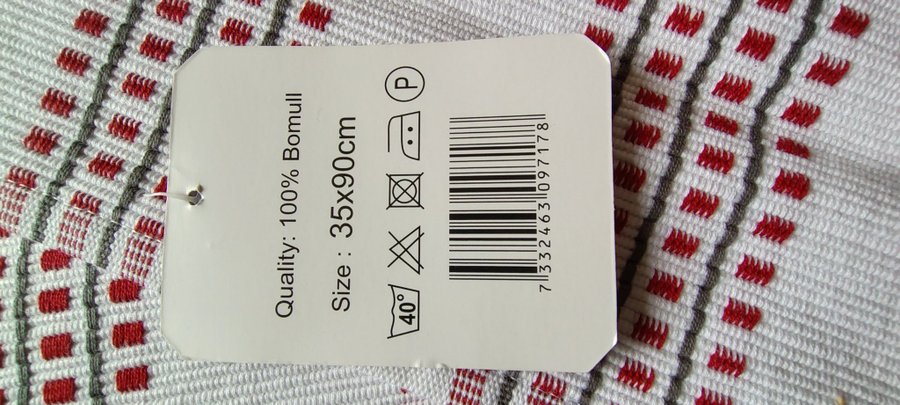 Quality: 100% Bomull
Size : 35x90cm
40° P
7332463097178